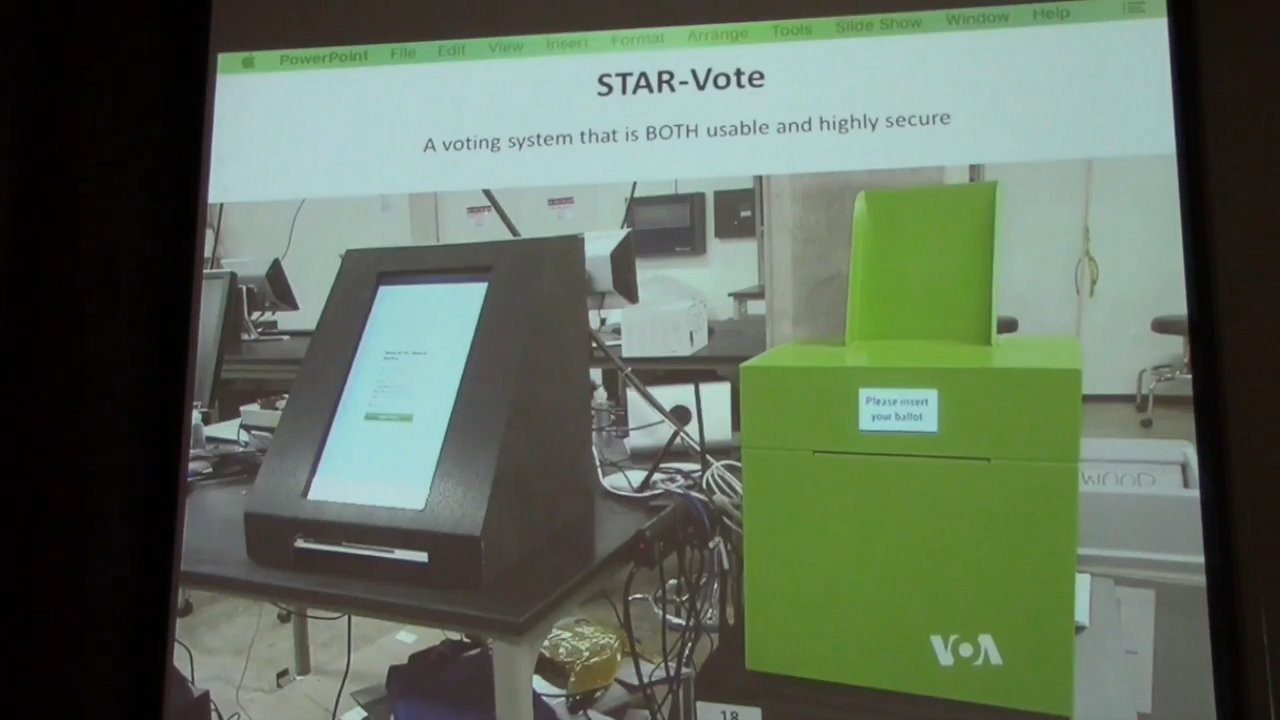 PowerPoint File Edit View Insert Format Arrange Tools Slide Show Window Help
STAR-Vote
A voting system that is BOTH usable and highly secure
Please insert
your ballot
WOOD
VOA
18